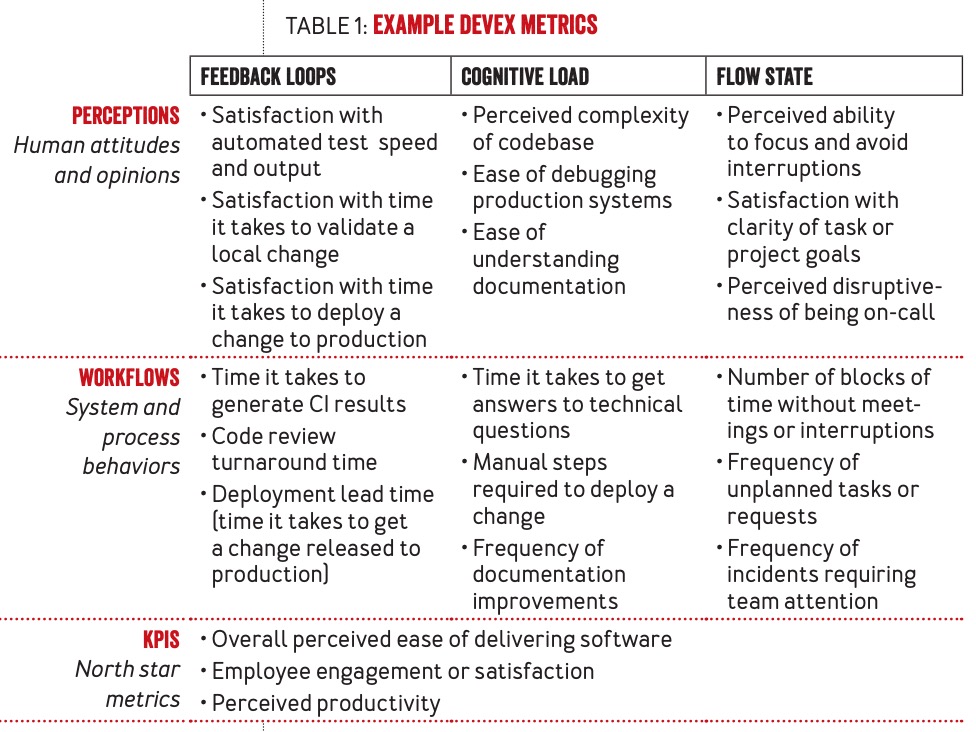 TABLE 1: EXAMPLE DEVEX METRICS
FEEDBACK LOOPS
COGNITIVE LOAD
FLOW STATE
PERCEPTIONS
Human attitudes
and opinions
• Satisfaction with
automated test speed
and output
• Satisfaction with time
it takes to validate a
local change
• Satisfaction with time
it takes to deploy a
change to production
• Perceived complexity
of codebase
• Ease of debugging
production systems
• Ease of
understanding
documentation
• Perceived ability
to focus and avoid
interruptions
• Satisfaction with
clarity of task or
project goals
• Perceived disruptive-
ness of being on-call
WORKFLOWS
System and
process
behaviors
• Time it takes to
generate CI results
• Code review
turnaround time
• Deployment lead time
(time it takes to get
a change released to
production)
• Time it takes to get
answers to technical
questions
• Manual steps
required to deploy a
change
• Frequency of
documentation
improvements
• Number of blocks of
time without meet-
ings or interruptions
• Frequency of
unplanned tasks or
requests
• Frequency of
incidents requiring
team attention
KPIS
North star
metrics
• Overall perceived ease of delivering software
• Employee engagement or satisfaction
• Perceived productivity